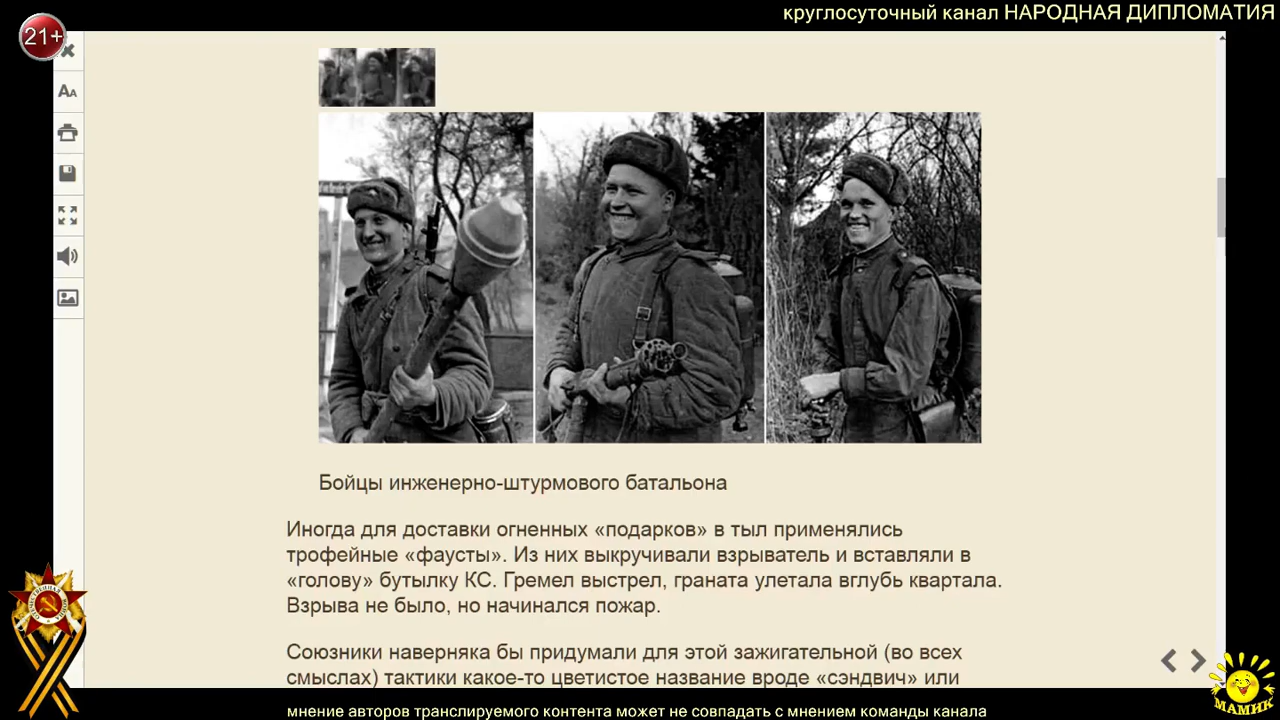 круглосуточный канал НАРОДНАЯ ДИПЛОМАТИЯ
21+
AA
Бойцы инженерно-штурмового батальона
Иногда для доставки огненных «подарков» в тыл применялись
трофейные «фаусты». Из них выкручивали взрыватель и вставляли в
«голову» бутылку КС. Гремел выстрел, граната улетала вглубь квартала.
Взрыва не было, но начинался пожар.
Союзники наверняка бы придумали для этой зажигательной (во всех
смыслах) тактики какое-то цветистое название вроде «сэндвич» или
МАМИК
мнение авторов транслируемого контента может не совпадать с мнением команды канала